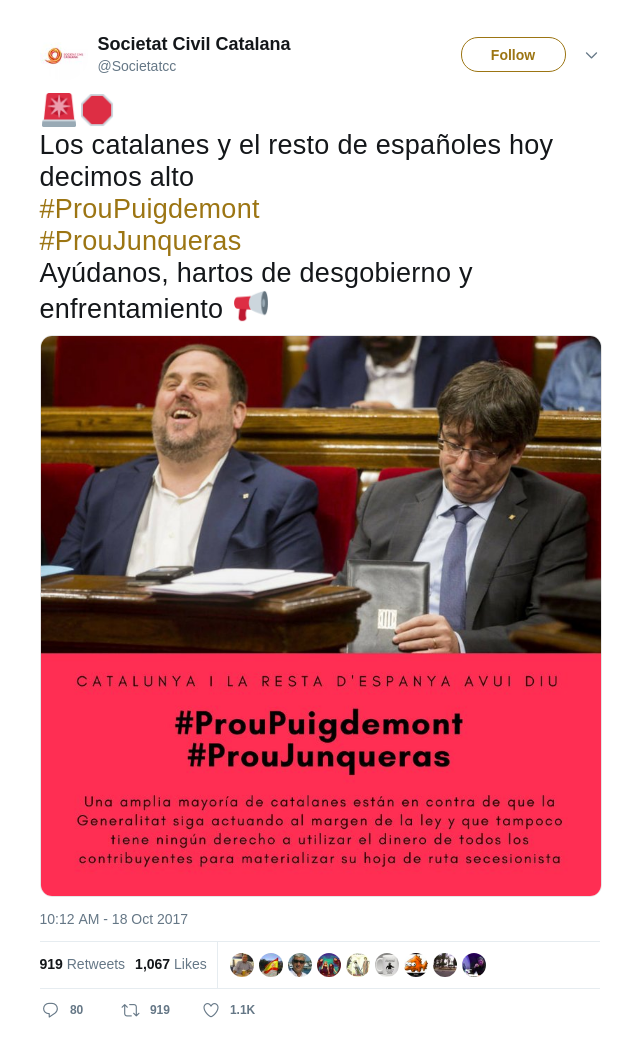 Societat Civil Catalana
@Societatcc
Follow
Los catalanes y el resto de españoles hoy
decimos alto
#ProuPuigdemont
#ProuJunqueras
Ayúdanos, hartos de desgobierno y
enfrentamiento
CATALUNYA I LA RESTA D'ESPANYA AVUI DIU
#ProuPuigdemont
#ProuJunqueras
Una amplia mayoría de catalanes están en contra de que la
Generalitat siga actuando al margen de la ley y que tampoco
tiene ningún derecho a utilizar el dinero de todos los
contribuyentes para materializar su hoja de ruta secesionista
10:12 AM - 18 Oct 2017
919 Retweets 1,067 Likes
80 919 1.1K